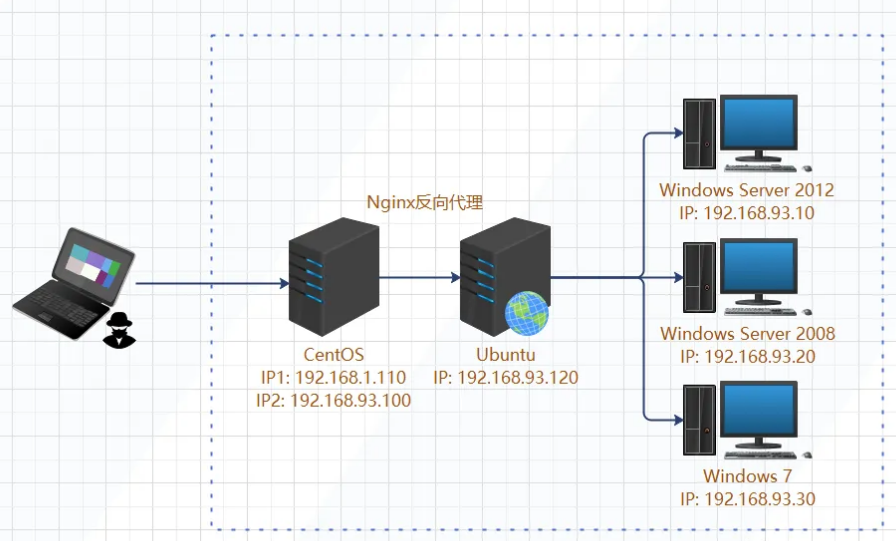 Nginx反向代理
CentOS
IP1: 192.168.1.110
IP2: 192.168.93.100
Ubuntu
IP: 192.168.93.120
Windows Server 2012
IP: 192.168.93.10
Windows Server 2008
IP: 192.168.93.20
Windows 7
IP: 192.168.93.30